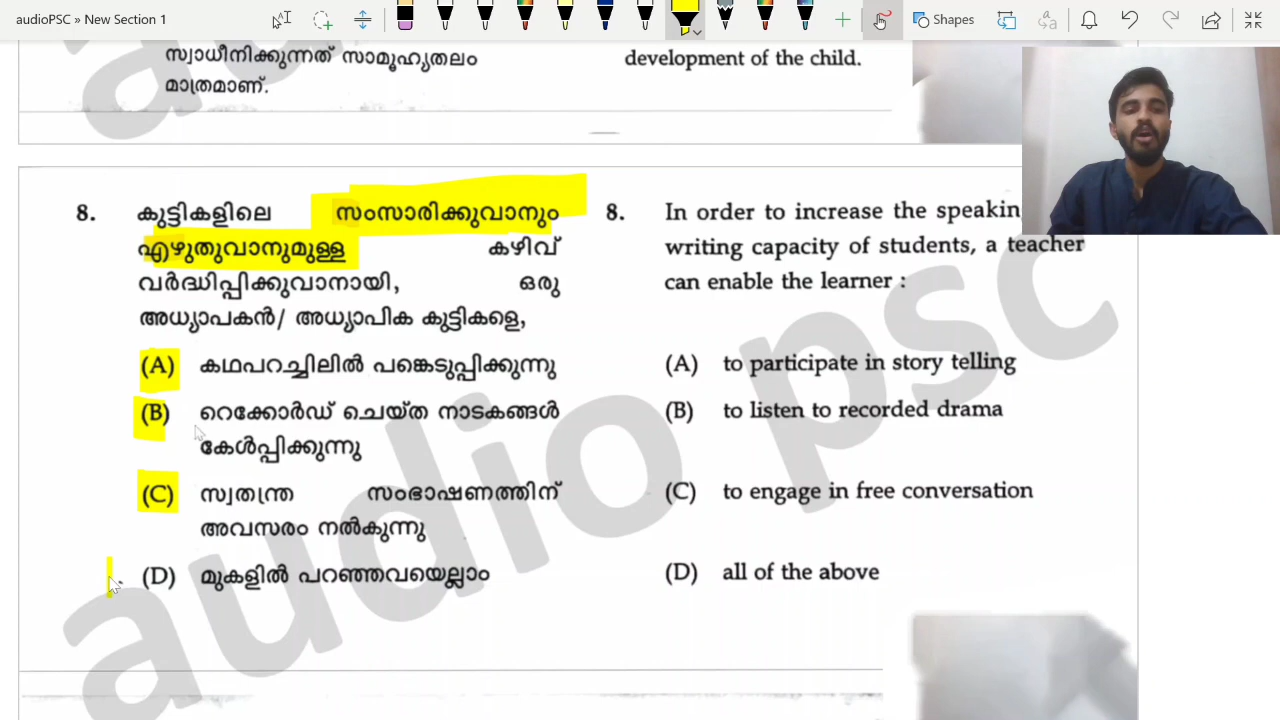 audioPSC » New Section 1
Shapes
സ്വാധീനിക്കുന്നത് സാമൂഹ്യതലം
മാത്രമാണ്.
development of the child.
8. കുട്ടികളിലെ സംസാരിക്കുവാനും
എഴുതുവാനുമുള്ള കഴിവ്
വർദ്ധിപ്പിക്കുവാനായി, ഒരു
അധ്യാപകൻ/ അധ്യാപിക കുട്ടികളെ,
(A) കഥപറച്ചിലിൽ പങ്കെടുപ്പിക്കുന്നു
(B) റെക്കോർഡ് ചെയ്ത നാടകങ്ങൾ
കേൾപ്പിക്കുന്നു
(C) സ്വതന്ത്ര സംഭാഷണത്തിന്
അവസരം നൽകുന്നു
(D) മുകളിൽ പറഞ്ഞവയെല്ലാം
8. In order to increase the speakin
writing capacity of students, a teacher
can enable the learner :
(A) to participate in story telling
(B) to listen to recorded drama
(C) to engage in free conversation
(D) all of the above
audio psc